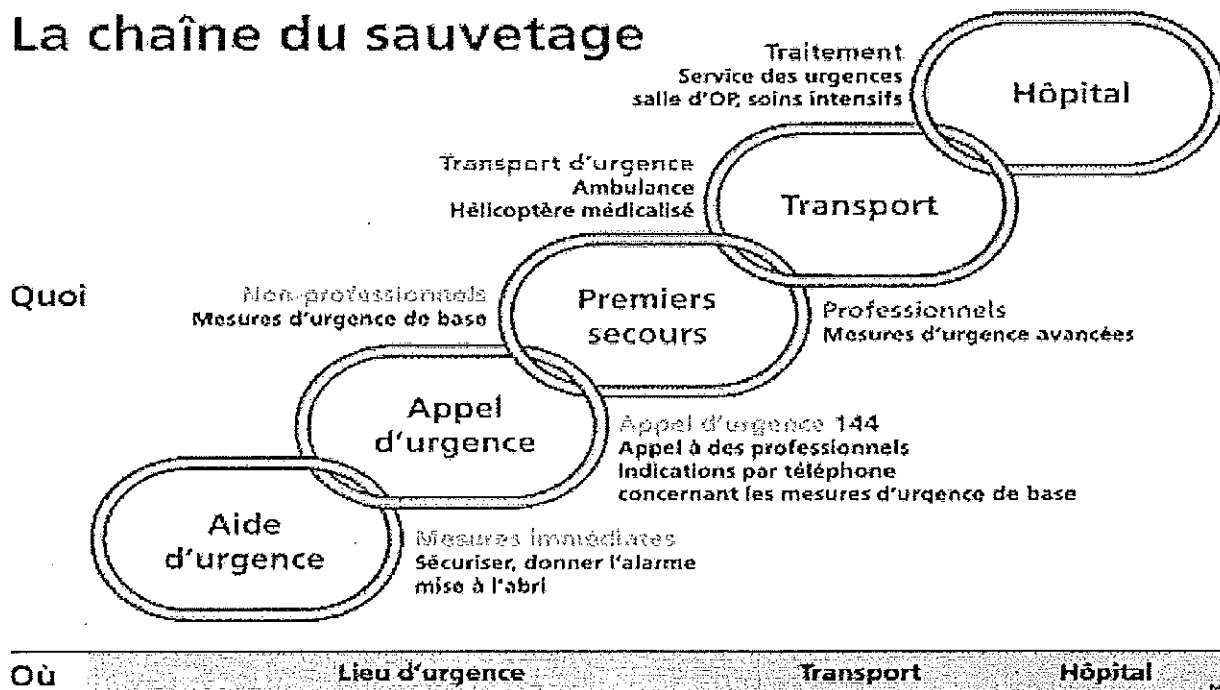 La chaîne du sauvetage
Traitement
Service des urgences
salle d'OP, soins intensifs
Hôpital
Transport d'urgence
Ambulance
Hélicoptère médicalisé
Transport
Quoi
Non-professionnels
Mesures d'urgence de base
Premiers
secours
Professionnels
Mesures d'urgence avancées
Appel
d'urgence
Appel d'urgence 144
Appel à des professionnels
Indications par téléphone
concernant les mesures d'urgence de base
Aide
d'urgence
Mesures immédiates
Sécuriser, donner l'alarme
mise à l'abri
Où Lieu d'urgence Transport Hôpital